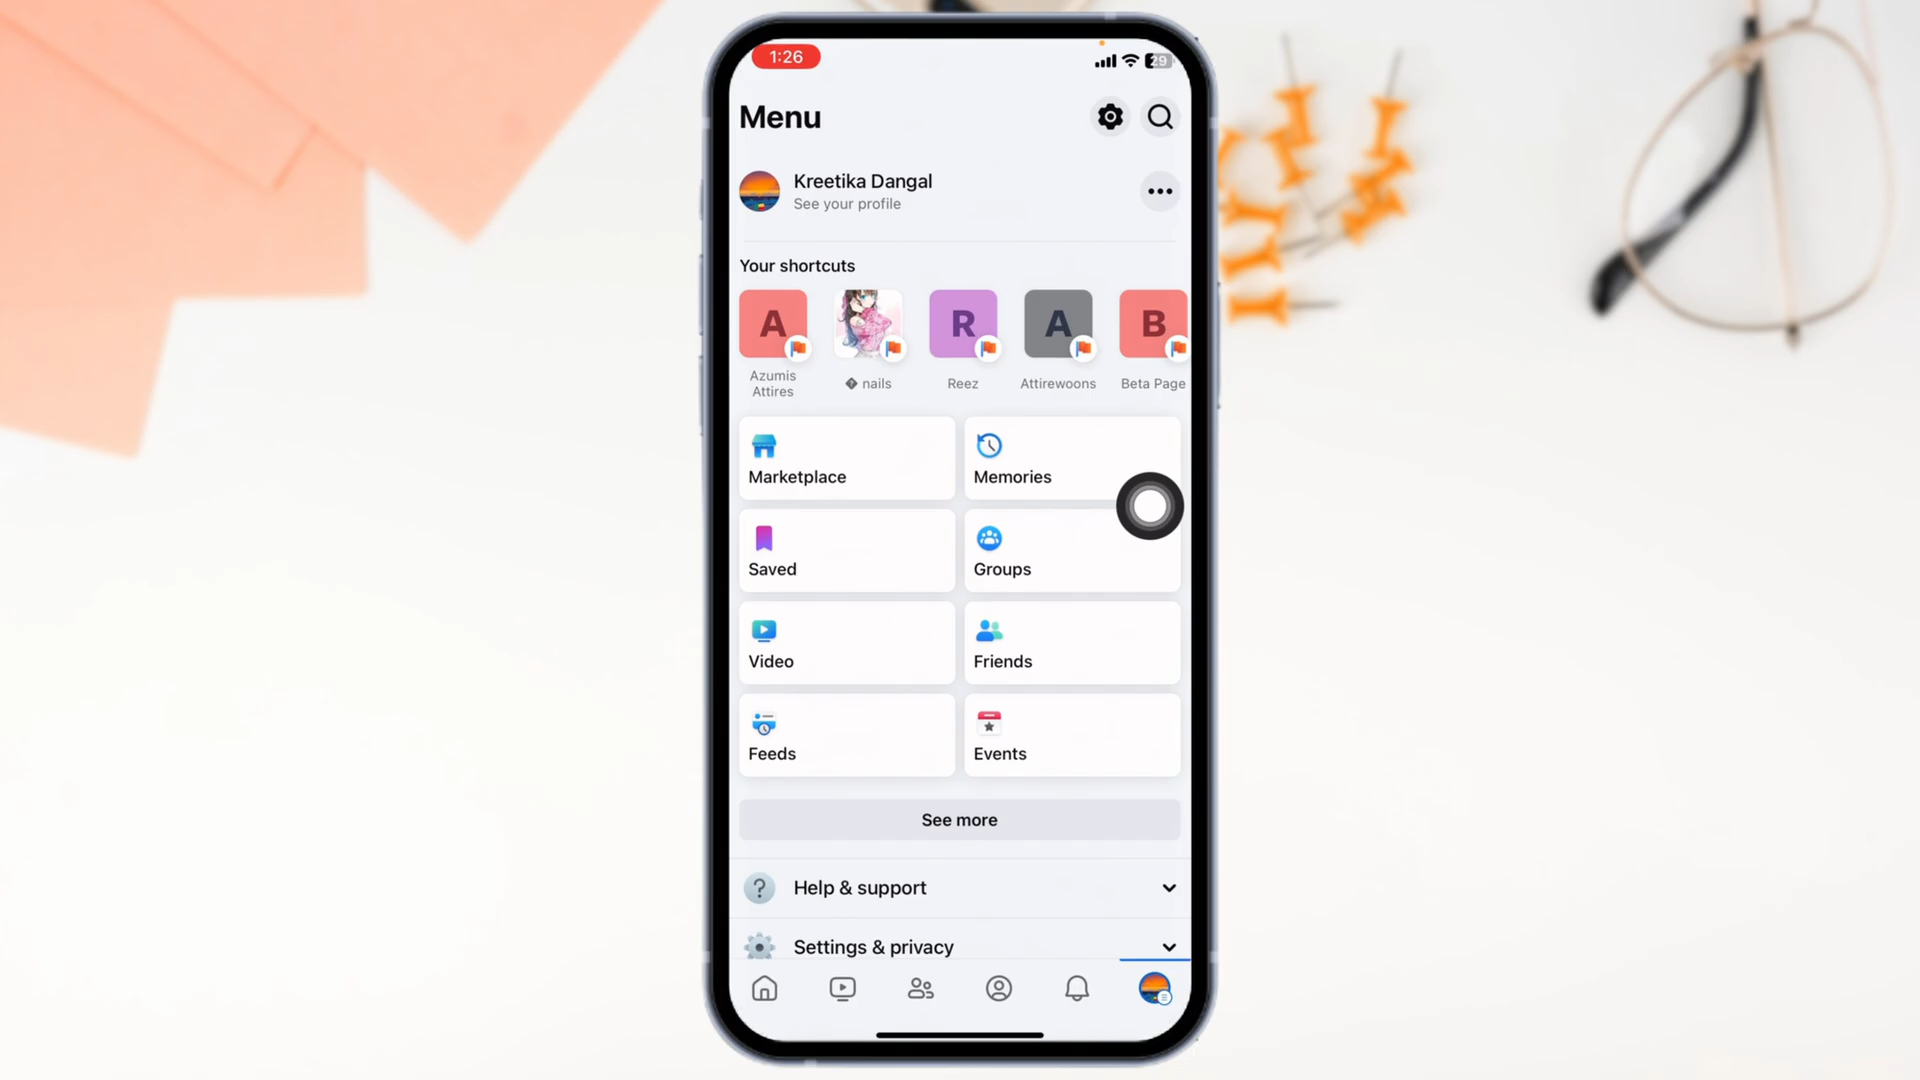 1:26
29
Menu
Kreetika Dangal
See your profile
Your shortcuts
A
R
A
B
Azumis
Attires
nails
Reez
Attirewoons
Beta Page
Marketplace
Memories
Saved
Groups
Video
Friends
Feeds
Events
See more
? Help & support
Settings & privacy